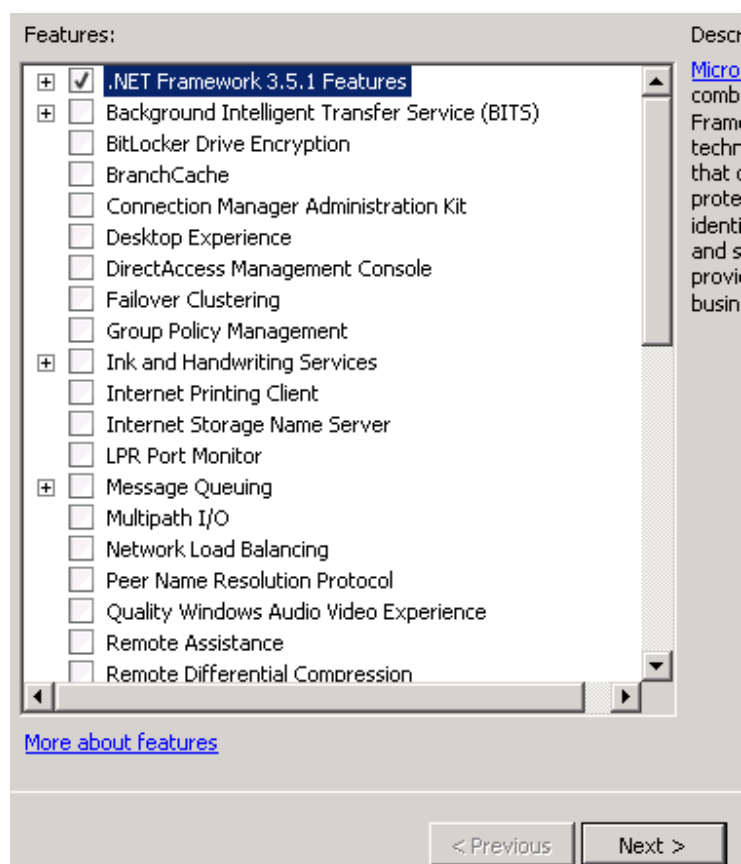 Features:
.NET Framework 3.5.1 Features
Background Intelligent Transfer Service (BITS)
BitLocker Drive Encryption
BranchCache
Connection Manager Administration Kit
Desktop Experience
DirectAccess Management Console
Failover Clustering
Group Policy Management
Ink and Handwriting Services
Internet Printing Client
Internet Storage Name Server
LPR Port Monitor
Message Queuing
Multipath I/O
Network Load Balancing
Peer Name Resolution Protocol
Quality Windows Audio Video Experience
Remote Assistance
Remote Differential Compression
More about features
Descr
Micro
comb
Frame
techn
that
prote
identi
and s
provi
busin
< Previous
Next >